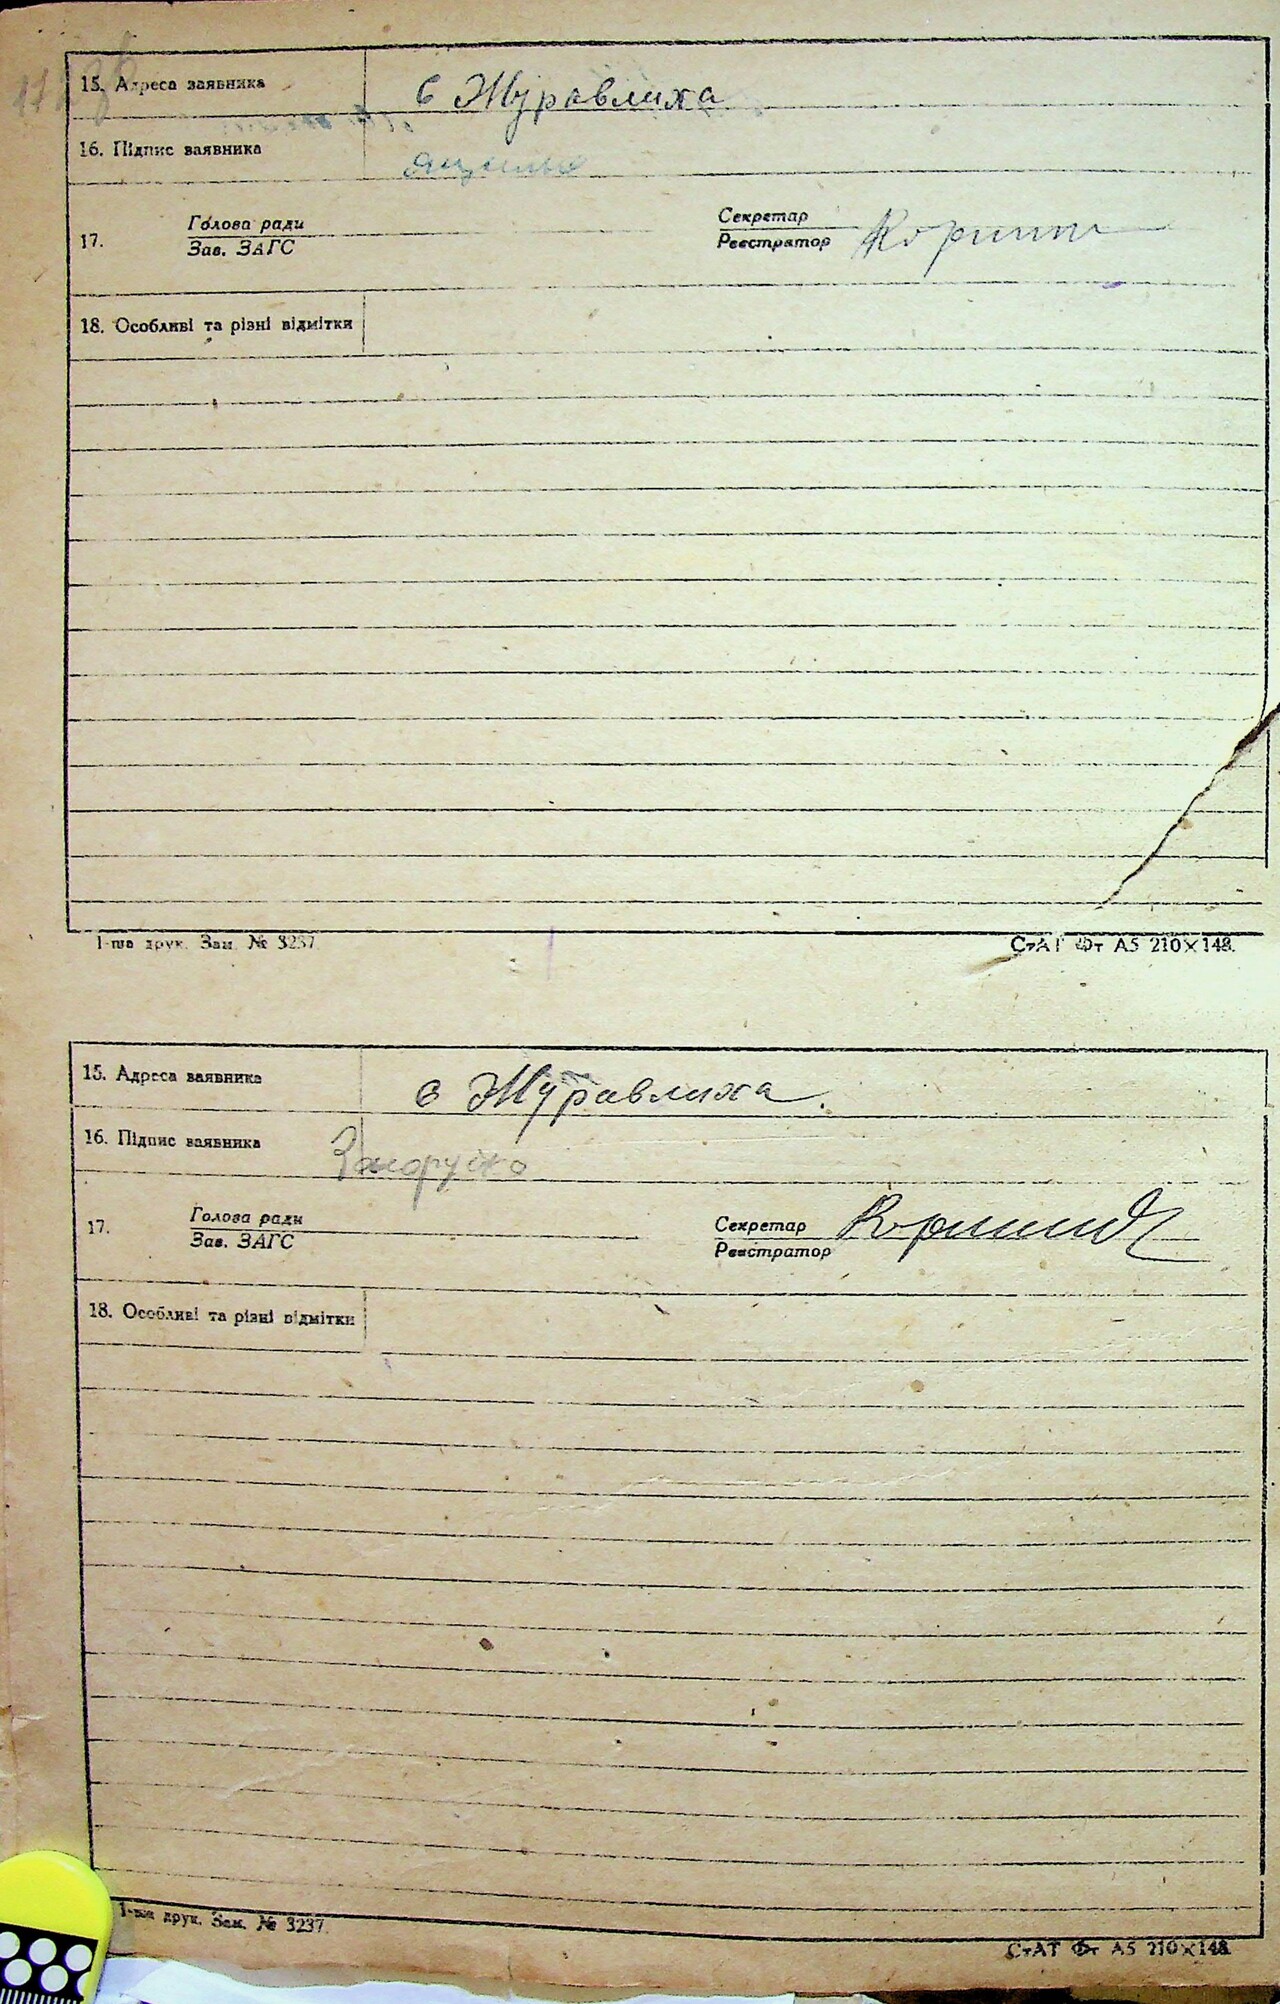 15. Адреса заявника с Журавлиха
16. Підпис заявника
17. Голова ради Секретар
Зав. ЗАГС Реєстратор
18. Особливі та різні відмітки
1-ша друк. Зам. № 3237. СтАТ Фт А5 210×148.
15. Адреса заявника с Журавлиха.
16. Підпис заявника Запоружко
17. Голова ради Секретар
Зав. ЗАГС Реєстратор
18. Особливі та різні відмітки
1-ша друк. Зам. № 3237. СтАТ Фт А5 210×148.